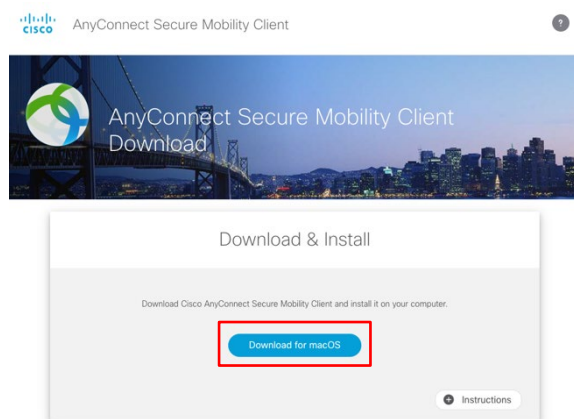 CISCO
AnyConnect Secure Mobility Client
?
AnyConnect Secure Mobility Client
Download
Download & Install
Download Cisco AnyConnect Secure Mobility Client and install it on your computer.
Download for macOS
Instructions